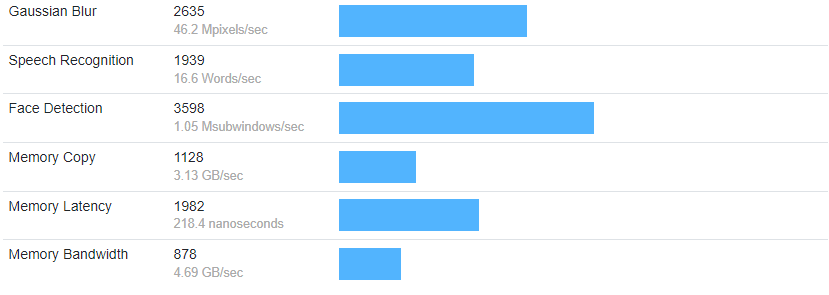 Gaussian Blur 2635
46.2 Mpixels/sec
Speech Recognition 1939
16.6 Words/sec
Face Detection 3598
1.05 Msubwindows/sec
Memory Copy 1128
3.13 GB/sec
Memory Latency 1982
218.4 nanoseconds
Memory Bandwidth 878
4.69 GB/sec